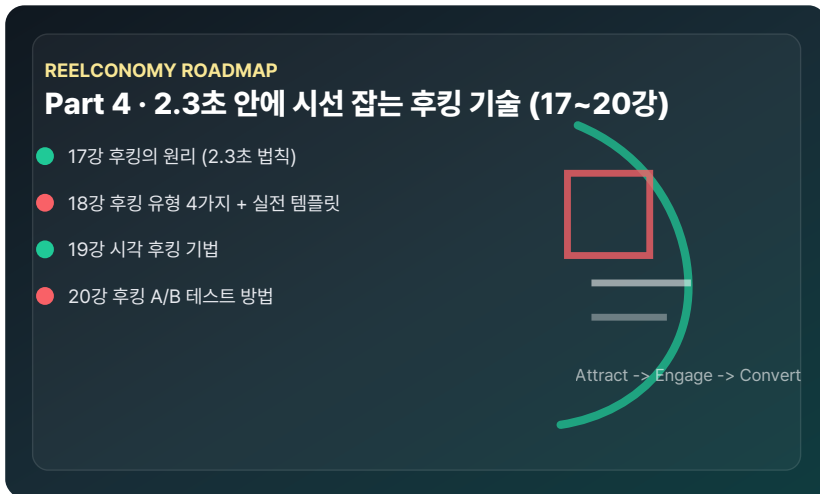 REELCONOMY ROADMAP
Part 4 · 2.3초 안에 시선 잡는 후킹 기술 (17~20강)
17강 후킹의 원리 (2.3초 법칙)
18강 후킹 유형 4가지 + 실전 템플릿
19강 시각 후킹 기법
20강 후킹 A/B 테스트 방법
Attract -> Engage -> Convert